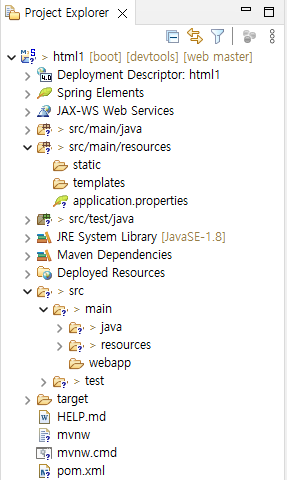 Project Explorer
> html1 [boot] [devtools] [web master]
Deployment Descriptor: html1
Spring Elements
JAX-WS Web Services
> src/main/java
> src/main/resources
static
templates
application.properties
> src/test/java
JRE System Library [JavaSE-1.8]
Maven Dependencies
Deployed Resources
> src
> main
> java
> resources
webapp
> test
target
HELP.md
mvnw
mvnw.cmd
pom.xml